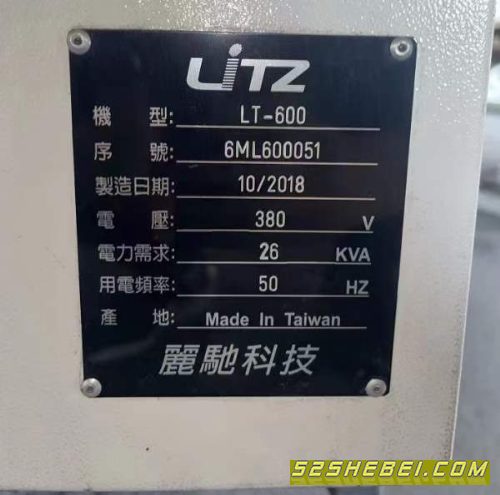 LiTZ
機 型: LT-600
序 號: 6ML600051
製造日期: 10/2018
電 壓: 380 V
電力需求: 26 KVA
用電頻率: 50 HZ
產 地: Made In Taiwan
麗馳科技
52SHEBEI.COM